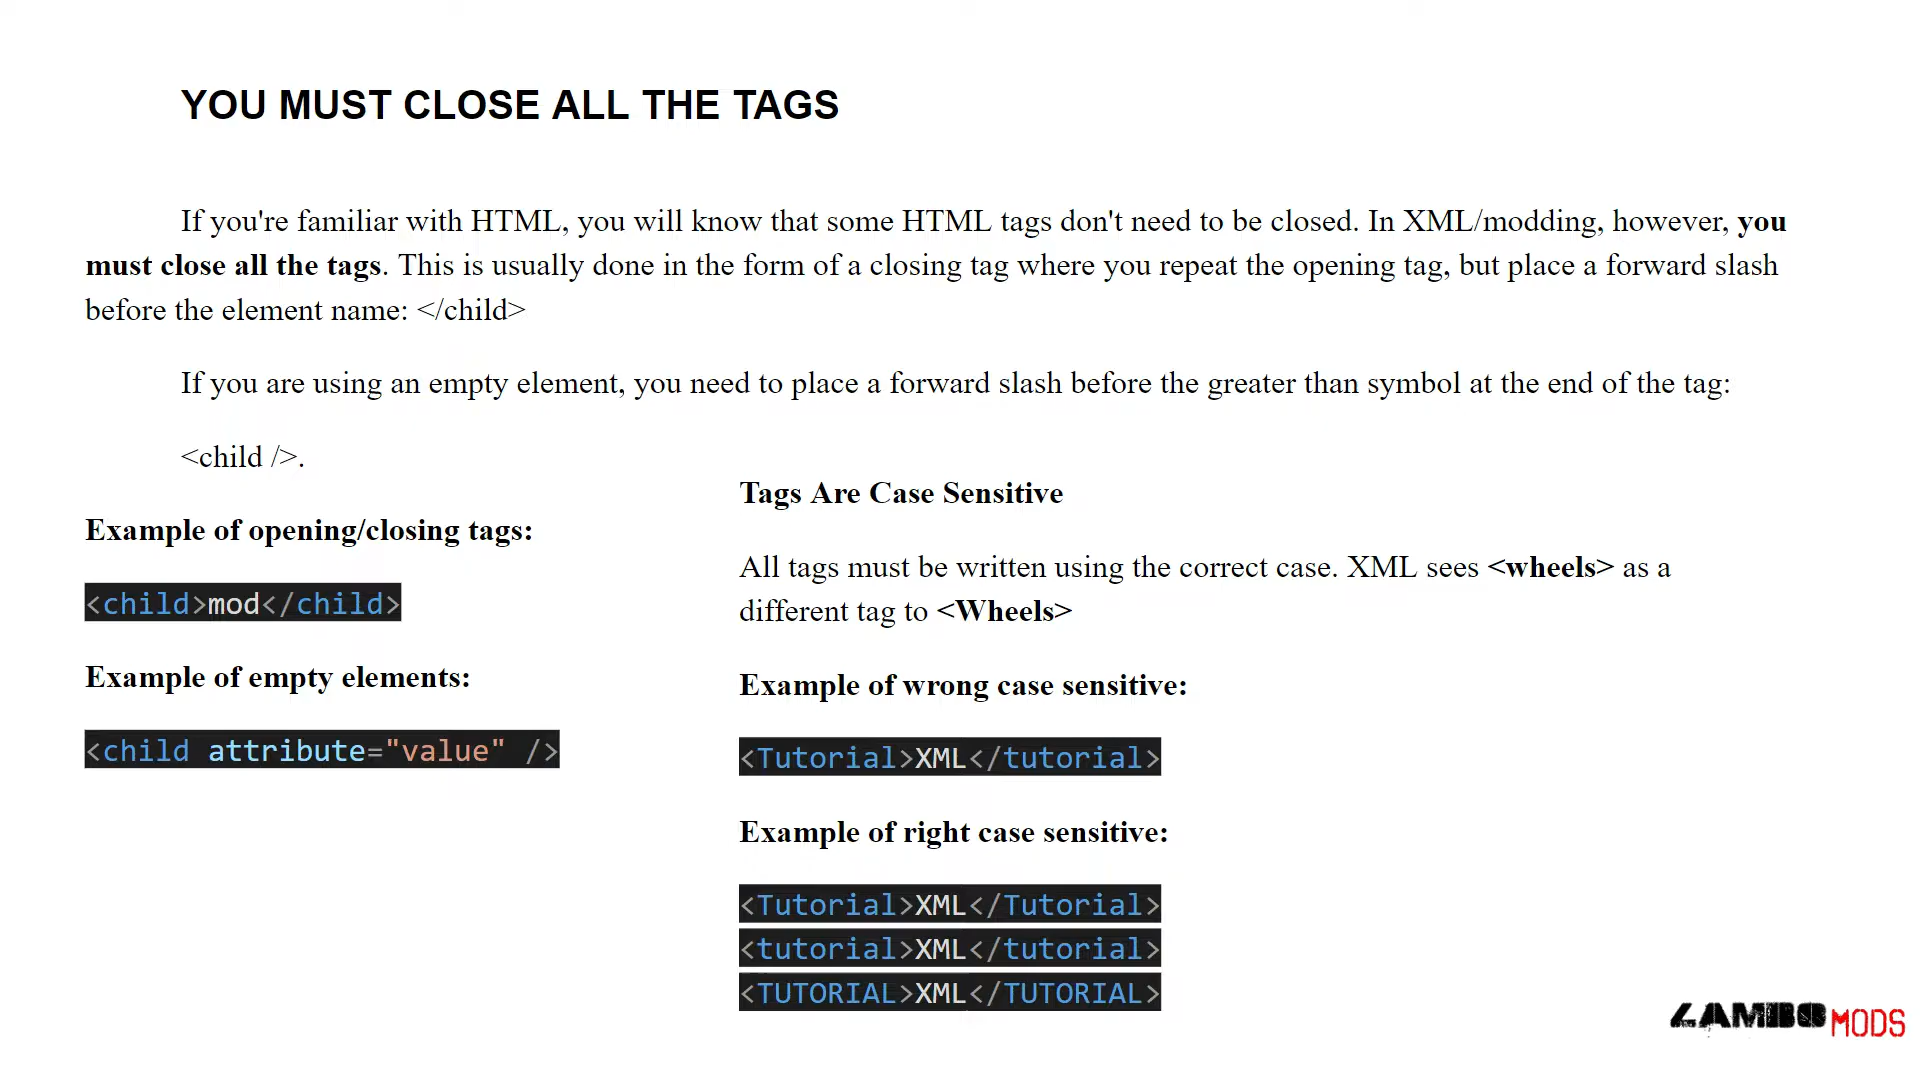 YOU MUST CLOSE ALL THE TAGS
If you're familiar with HTML, you will know that some HTML tags don't need to be closed. In XML/modding, however, you
must close all the tags. This is usually done in the form of a closing tag where you repeat the opening tag, but place a forward slash
before the element name: </child>
If you are using an empty element, you need to place a forward slash before the greater than symbol at the end of the tag:
<child />.
Example of opening/closing tags:
<child>mod</child>
Example of empty elements:
<child attribute="value" />
Tags Are Case Sensitive
All tags must be written using the correct case. XML sees <wheels> as a
different tag to <Wheels>
Example of wrong case sensitive:
<Tutorial>XML</tutorial>
Example of right case sensitive:
<Tutorial>XML</Tutorial>
<tutorial>XML</tutorial>
<TUTORIAL>XML</TUTORIAL>
LAMBO MODS